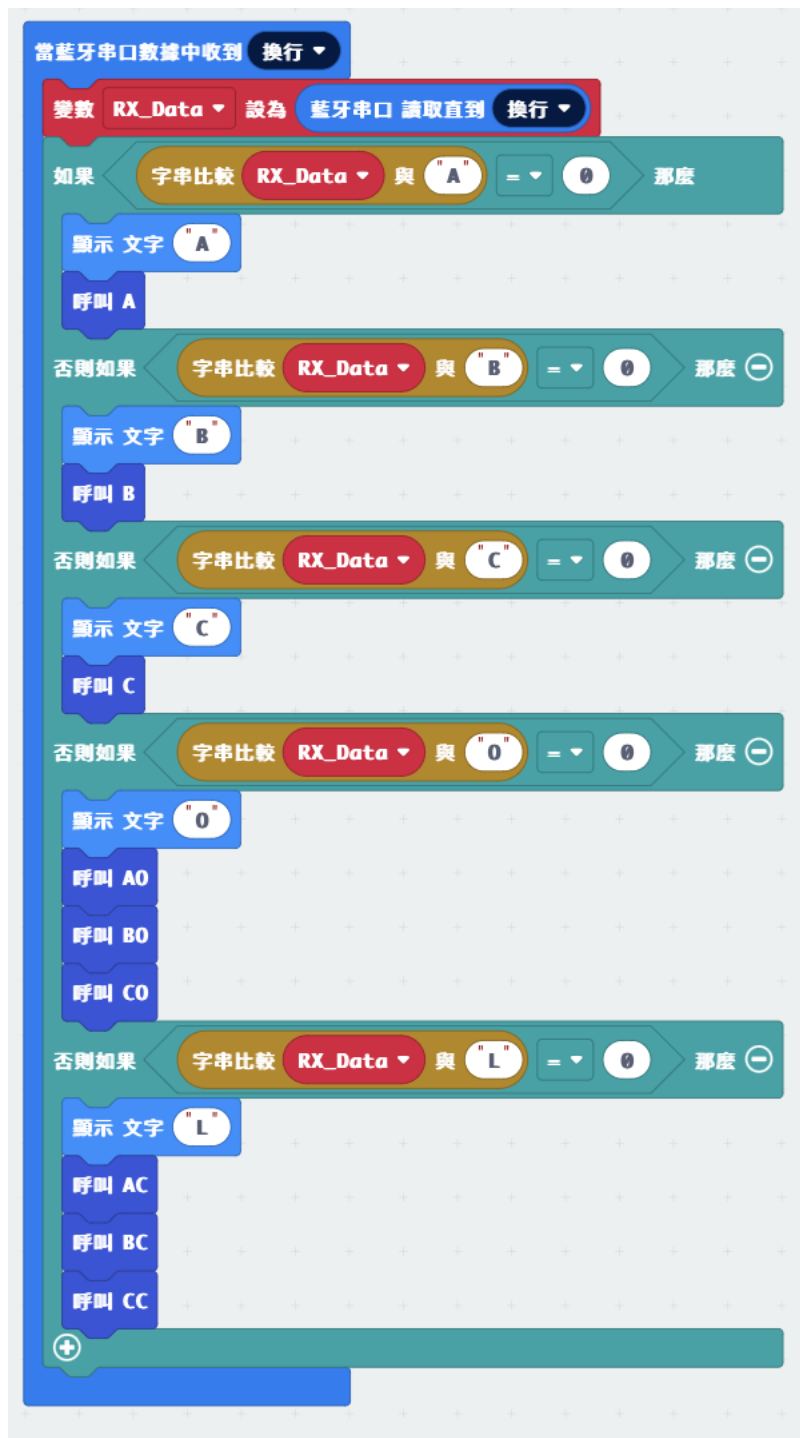 當藍牙串口數據中收到 換行
變數 RX_Data 設為 藍牙串口 讀取直到 換行
如果 字串比較 RX_Data 與 "A" = 0 那麼
顯示 文字 "A"
呼叫 A
否則如果 字串比較 RX_Data 與 "B" = 0 那麼
顯示 文字 "B"
呼叫 B
否則如果 字串比較 RX_Data 與 "C" = 0 那麼
顯示 文字 "C"
呼叫 C
否則如果 字串比較 RX_Data 與 "O" = 0 那麼
顯示 文字 "O"
呼叫 AO
呼叫 BO
呼叫 CO
否則如果 字串比較 RX_Data 與 "L" = 0 那麼
顯示 文字 "L"
呼叫 AC
呼叫 BC
呼叫 CC